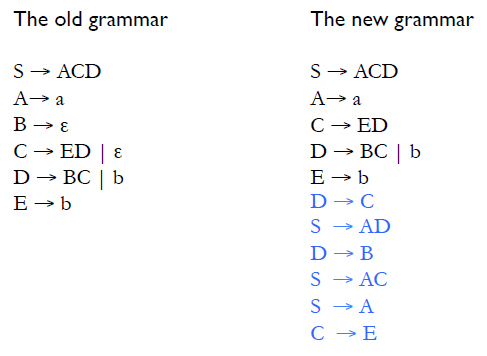 The old grammar
S → ACD
A→ a
B → ε
C → ED | ε
D → BC | b
E → b
The new grammar
S → ACD
A→ a
C → ED
D → BC | b
E → b
D → C
S → AD
D → B
S → AC
S → A
C → E